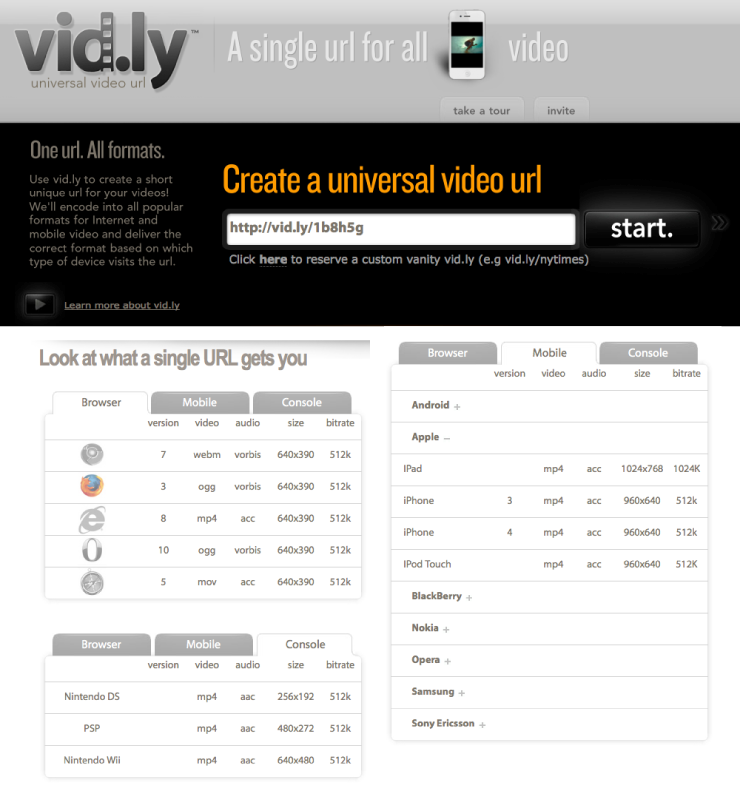 vid.ly™
universal video url
A single url for all video
take a tour
invite
One url. All formats.
Use vid.ly to create a short
unique url for your videos!
We'll encode into all popular
formats for Internet and
mobile video and deliver the
correct format based on which
type of device visits the url.
Learn more about vid.ly
Create a universal video url
http://vid.ly/1b8h5g
start.
»
Click here to reserve a custom vanity vid.ly (e.g vid.ly/nytimes)
Look at what a single URL gets you
Browser Mobile Console
version video audio size bitrate
7 webm vorbis 640x390 512k
3 ogg vorbis 640x390 512k
8 mp4 acc 640x390 512k
10 ogg vorbis 640x390 512k
5 mov acc 640x390 512k
Browser Mobile Console
version video audio size bitrate
Nintendo DS mp4 aac 256x192 512k
PSP mp4 aac 480x272 512k
Nintendo Wii mp4 aac 640x480 512k
Browser Mobile Console
version video audio size bitrate
Android +
Apple –
IPad mp4 acc 1024x768 1024K
iPhone 3 mp4 acc 960x640 512k
iPhone 4 mp4 acc 960x640 512k
IPod Touch mp4 acc 960x640 512K
BlackBerry +
Nokia +
Opera +
Samsung +
Sony Ericsson +